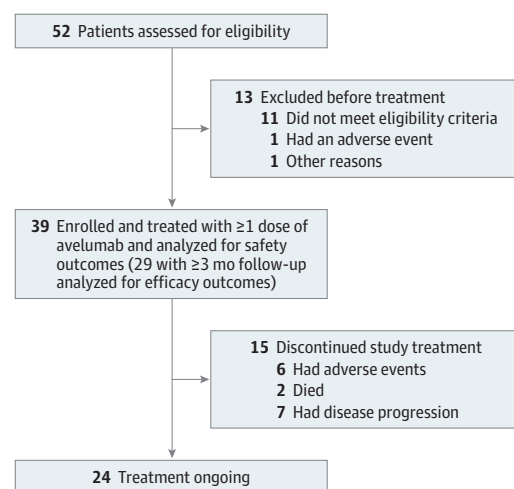 52 Patients assessed for eligibility
13 Excluded before treatment
11 Did not meet eligibility criteria
1 Had an adverse event
1 Other reasons
39 Enrolled and treated with ≥1 dose of
avelumab and analyzed for safety
outcomes (29 with ≥3 mo follow-up
analyzed for efficacy outcomes)
15 Discontinued study treatment
6 Had adverse events
2 Died
7 Had disease progression
24 Treatment ongoing